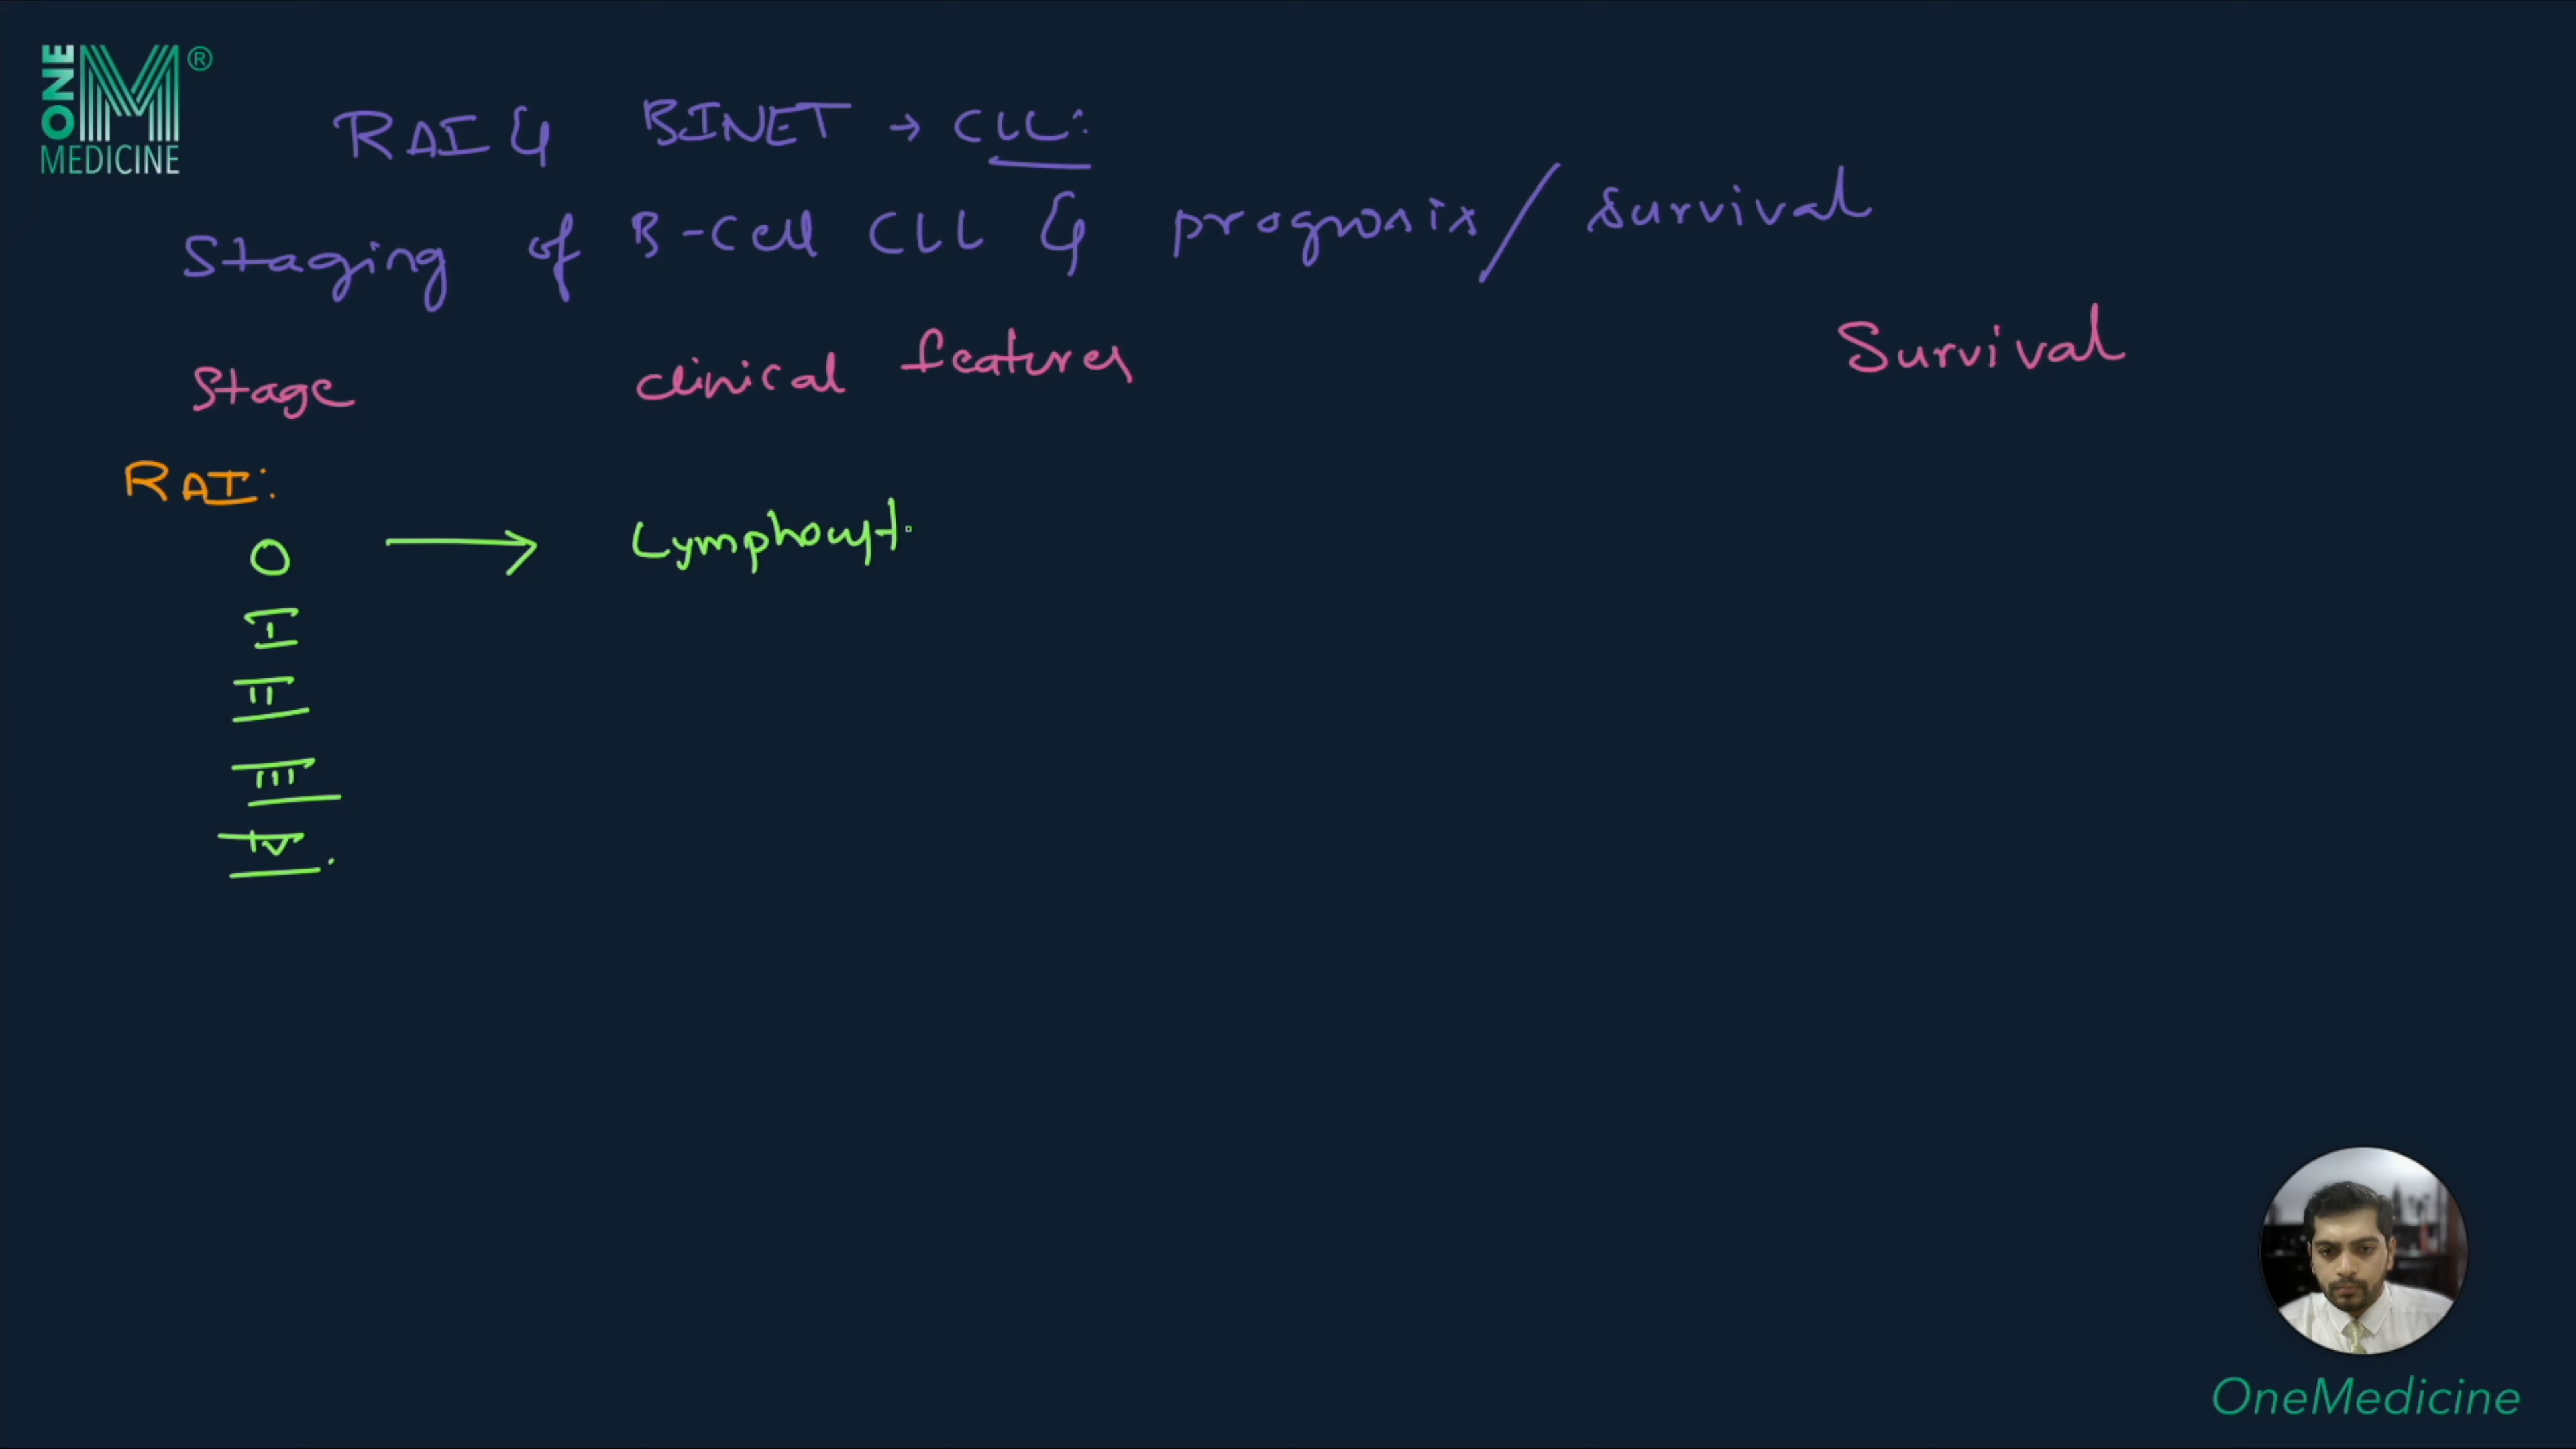 ONE M ®
MEDICINE
RAI & BINET → CLL:
Staging of B-Cell CLL & prognosis/survival
Stage clinical features Survival
RAI:
O → Lymphocyt
I
II
III
IV.
OneMedicine